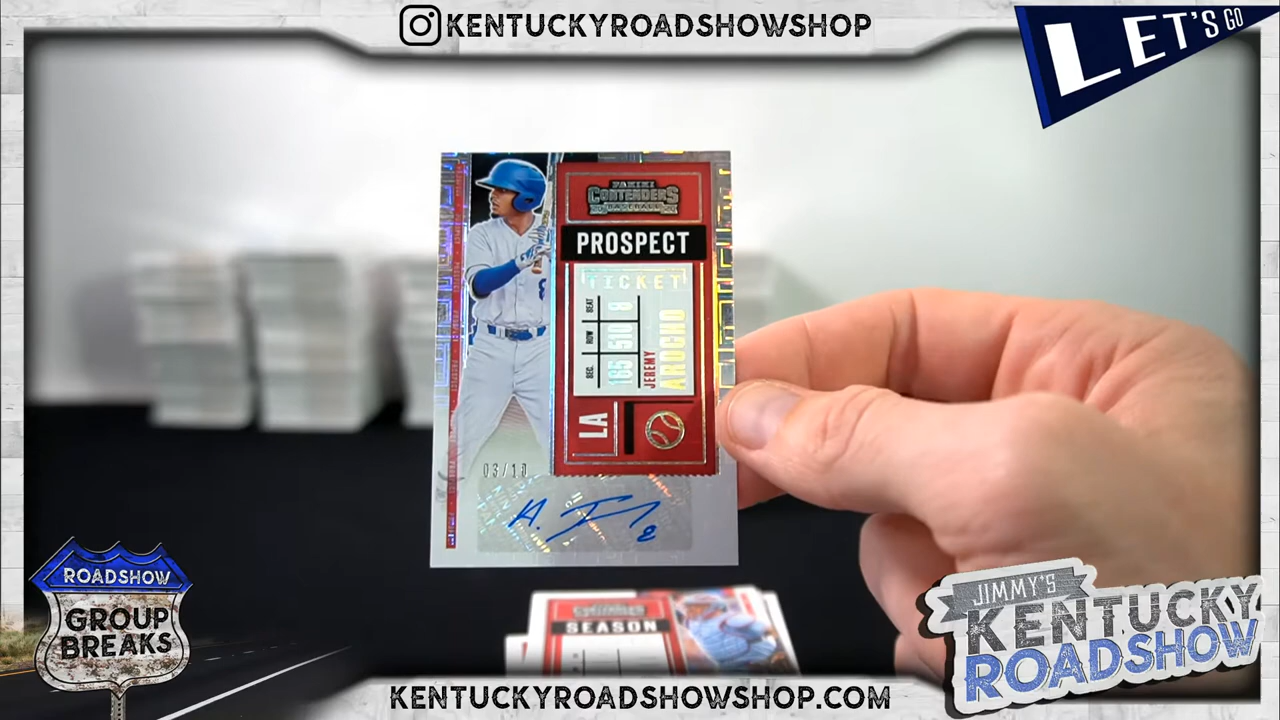 KENTUCKYROADSHOWSHOP
LET'S GO
PANINI
CONTENDERS
BASEBALL
PROSPECT
TICKET
SEC. ROW SEAT
165 510 8
JEREMY
AROCHO
LA
03/10
ROADSHOW
GROUP
BREAKS
SEASON
JIMMY'S
KENTUCKY
ROADSHOW
KENTUCKYROADSHOWSHOP.COM